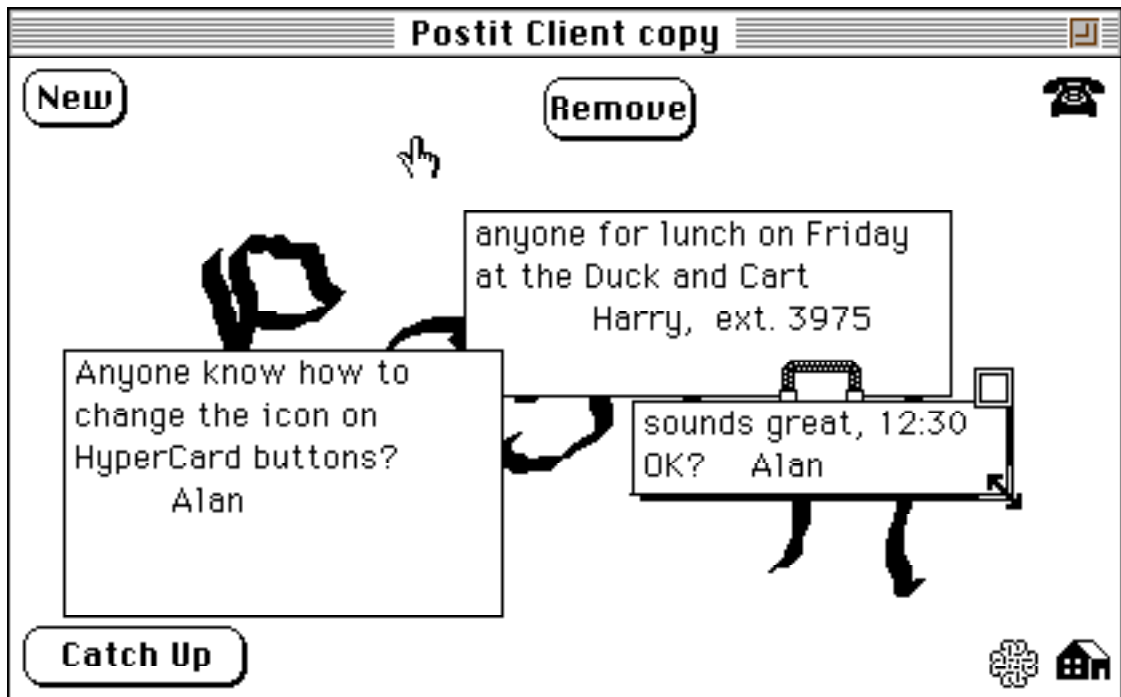 Postit Client copy
New
Remove
anyone for lunch on Friday
at the Duck and Cart
Harry, ext. 3975
Anyone know how to
change the icon on
HyperCard buttons?
Alan
sounds great, 12:30
OK? Alan
Catch Up